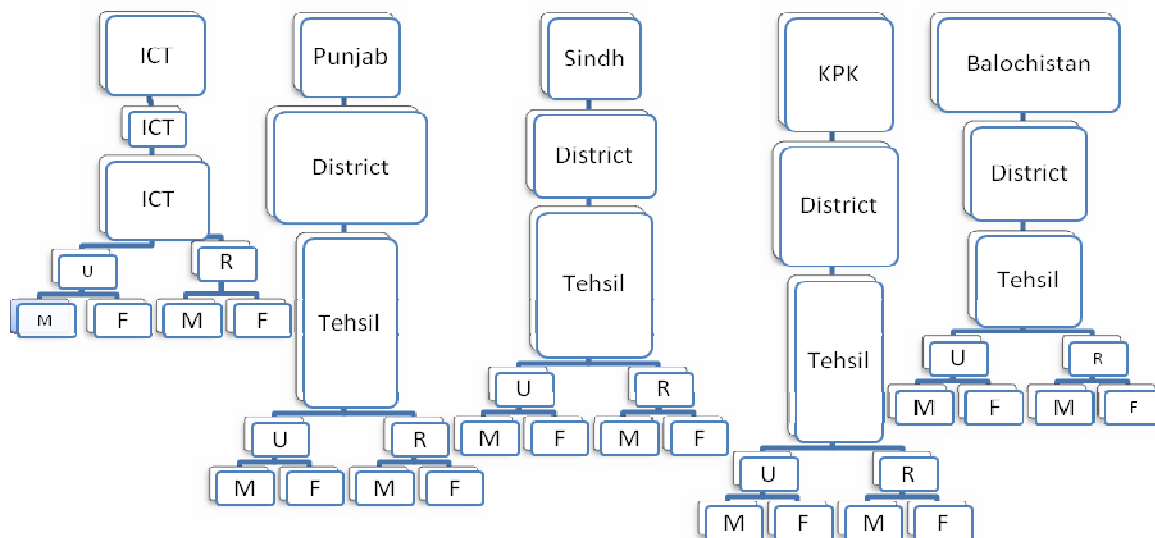 ICT
ICT
ICT
U
R
M
F
M
F
Punjab
District
Tehsil
U
R
M
F
M
F
Sindh
District
Tehsil
U
R
M
F
M
F
KPK
District
Tehsil
U
R
M
F
M
F
Balochistan
District
Tehsil
U
R
M
F
M
F